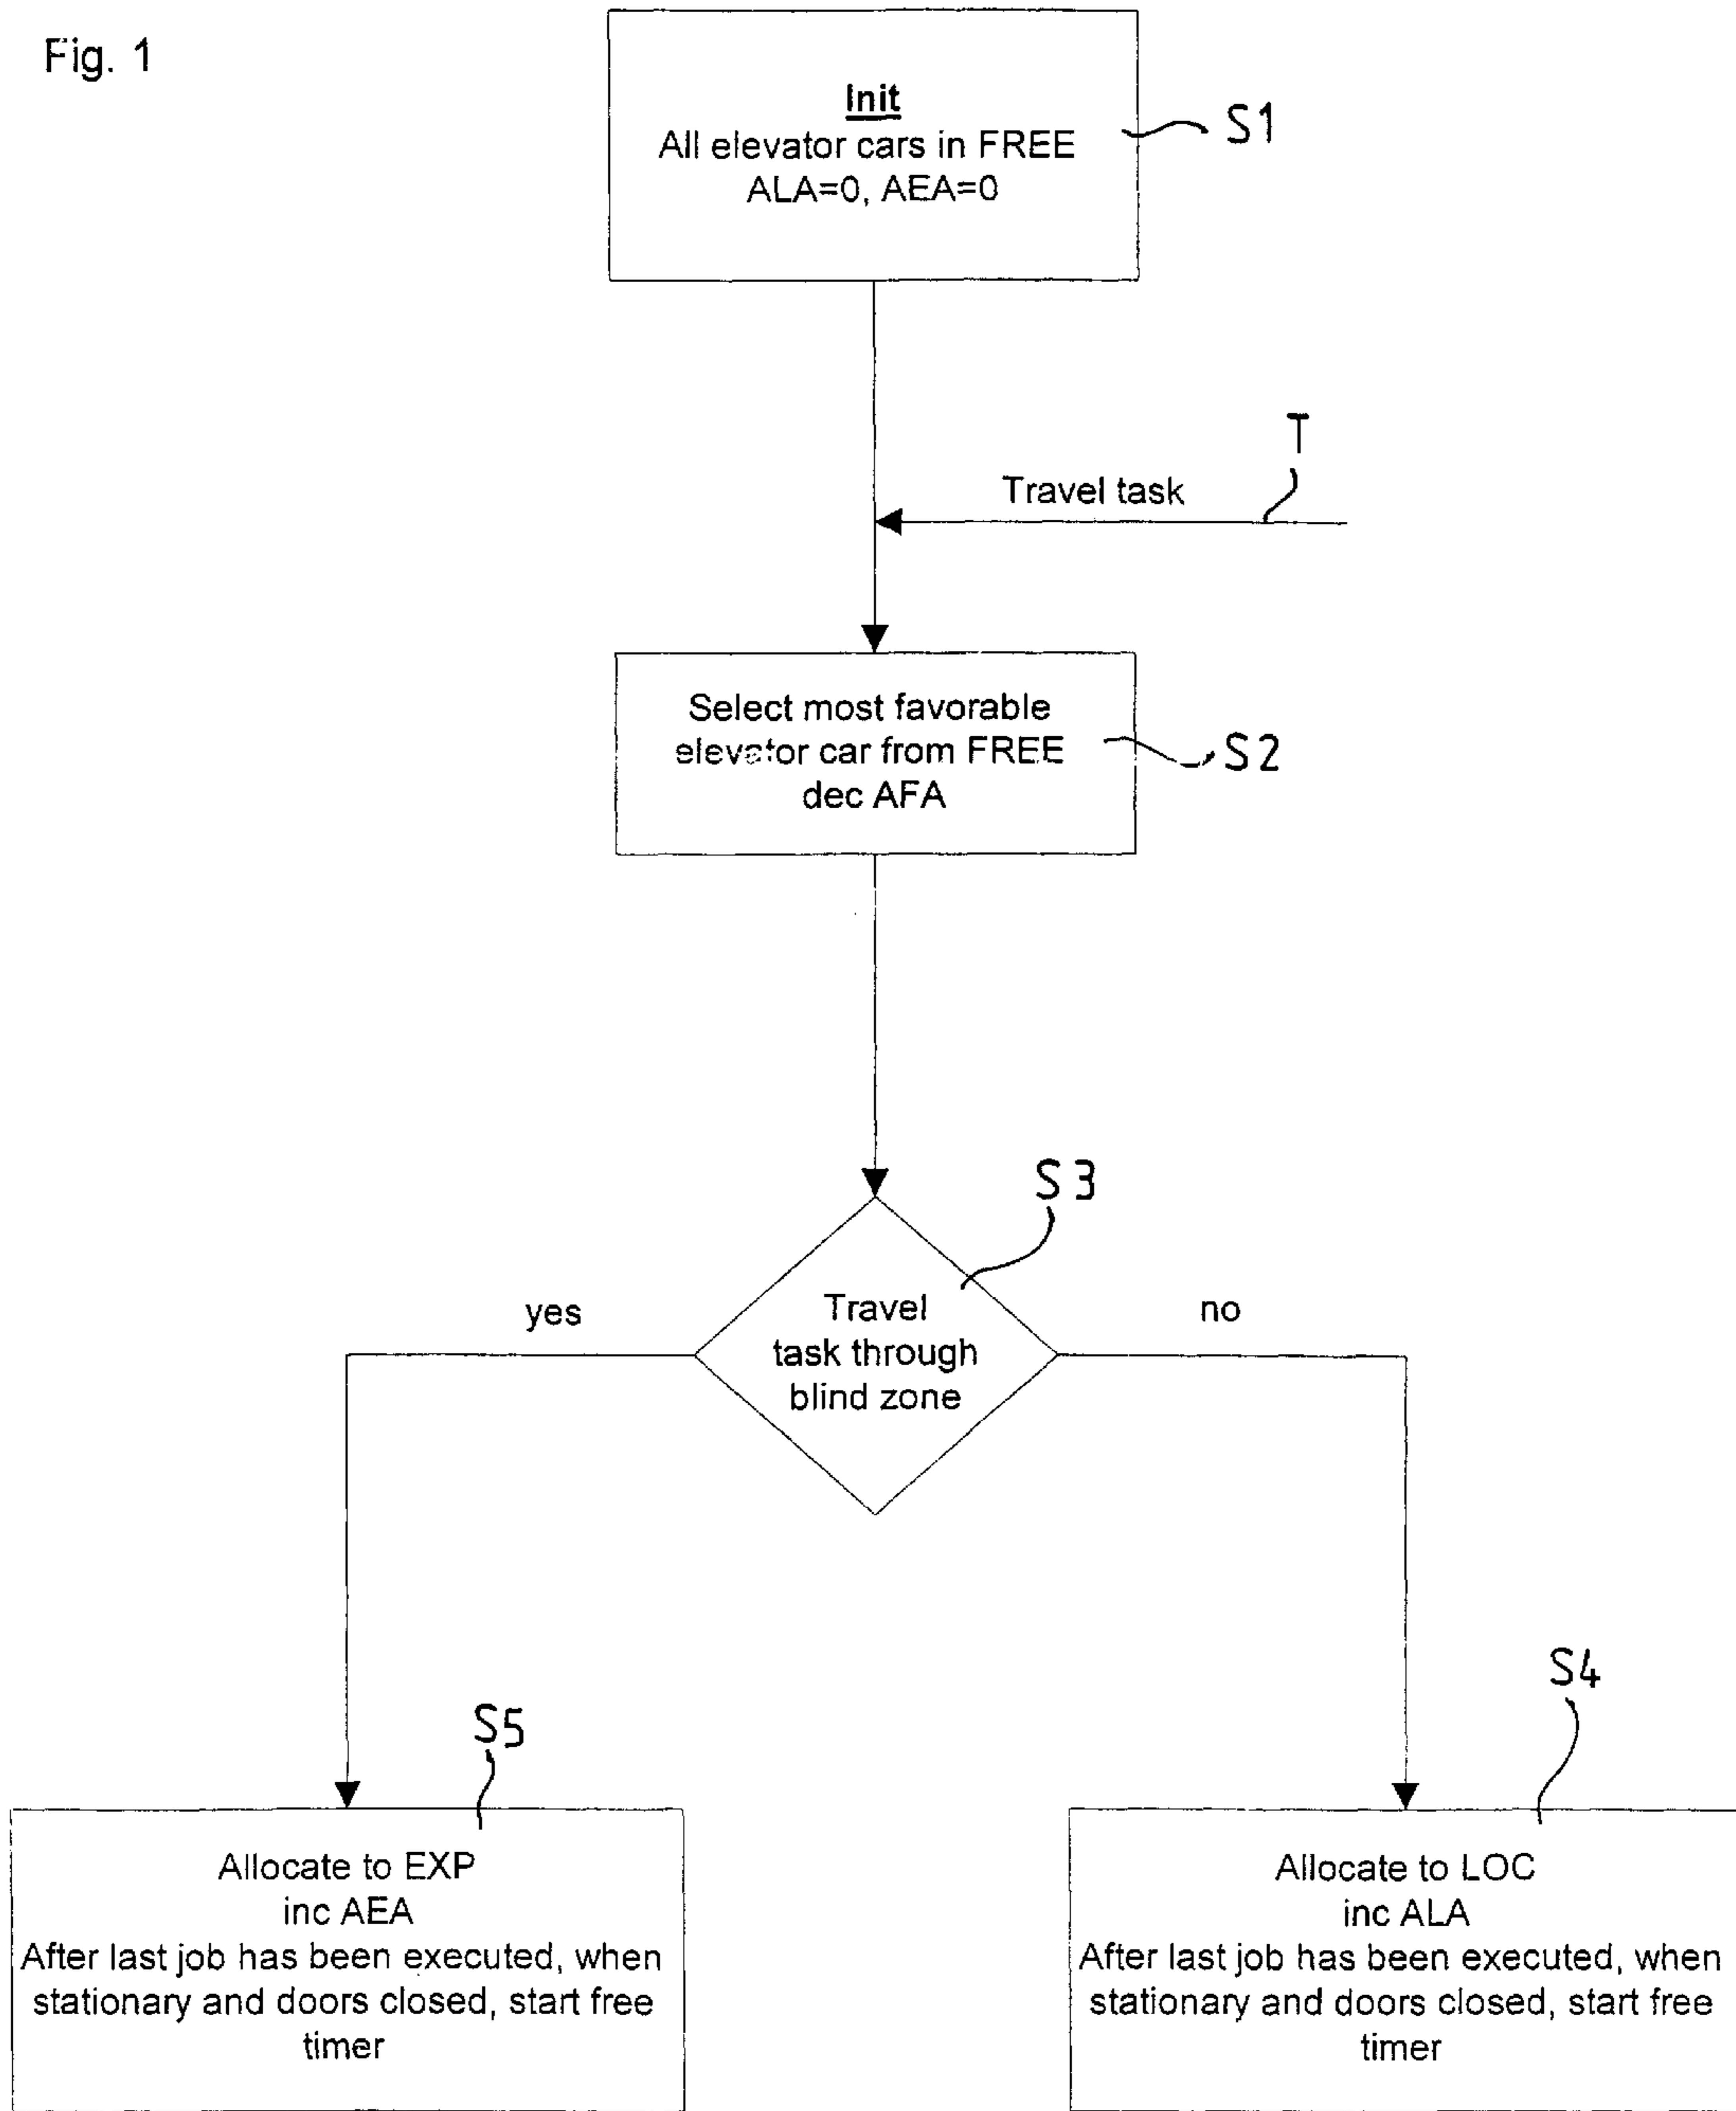 Fig. 1
Init
All elevator cars in FREE
ALA=0, AEA=0
S1
T
Travel task
Select most favorable
elevator car from FREE
dec AFA
S2
S3
Travel
task through
blind zone
yes
no
S5
S4
Allocate to EXP
inc AEA
After last job has been executed, when
stationary and doors closed, start free
timer
Allocate to LOC
inc ALA
After last job has been executed, when
stationary and doors closed, start free
timer